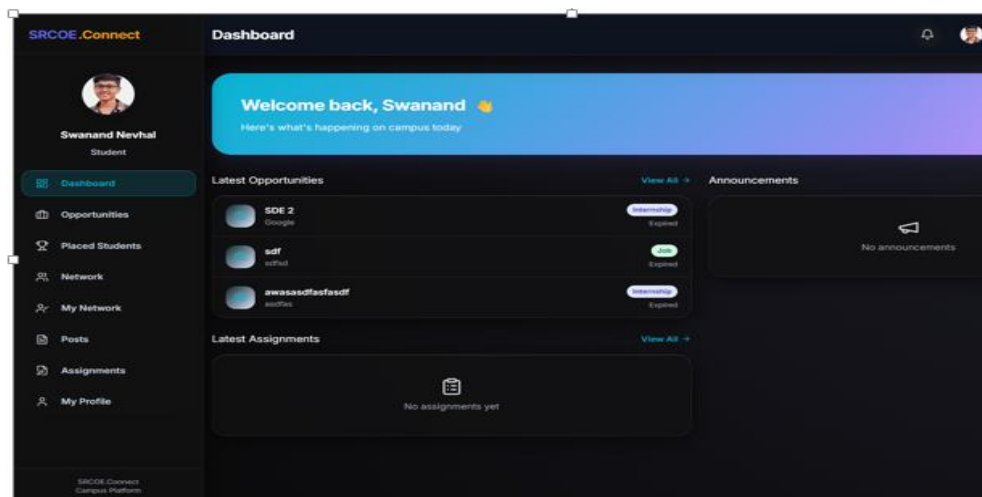 SRCOE.Connect
Swanand Nevhal
Student
Dashboard
Opportunities
Placed Students
Network
My Network
Posts
Assignments
My Profile
SRCOE.Connect
Campus Platform
Dashboard
Welcome back, Swanand 👋
Here's what's happening on campus today
Latest Opportunities
View All →
SDE 2
Google
Internship
Expired
sdf
sdfsd
Job
Expired
awasasdfasfasdf
asdfas
Internship
Expired
Latest Assignments
View All →
No assignments yet
Announcements
No announcements